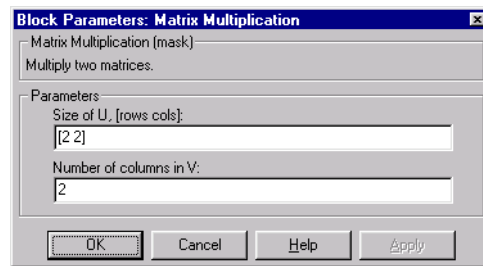 Block Parameters: Matrix Multiplication
Matrix Multiplication (mask)
Multiply two matrices.
Parameters
Size of U, [rows cols]:
[2 2]
Number of columns in V:
2
OK Cancel Help Apply